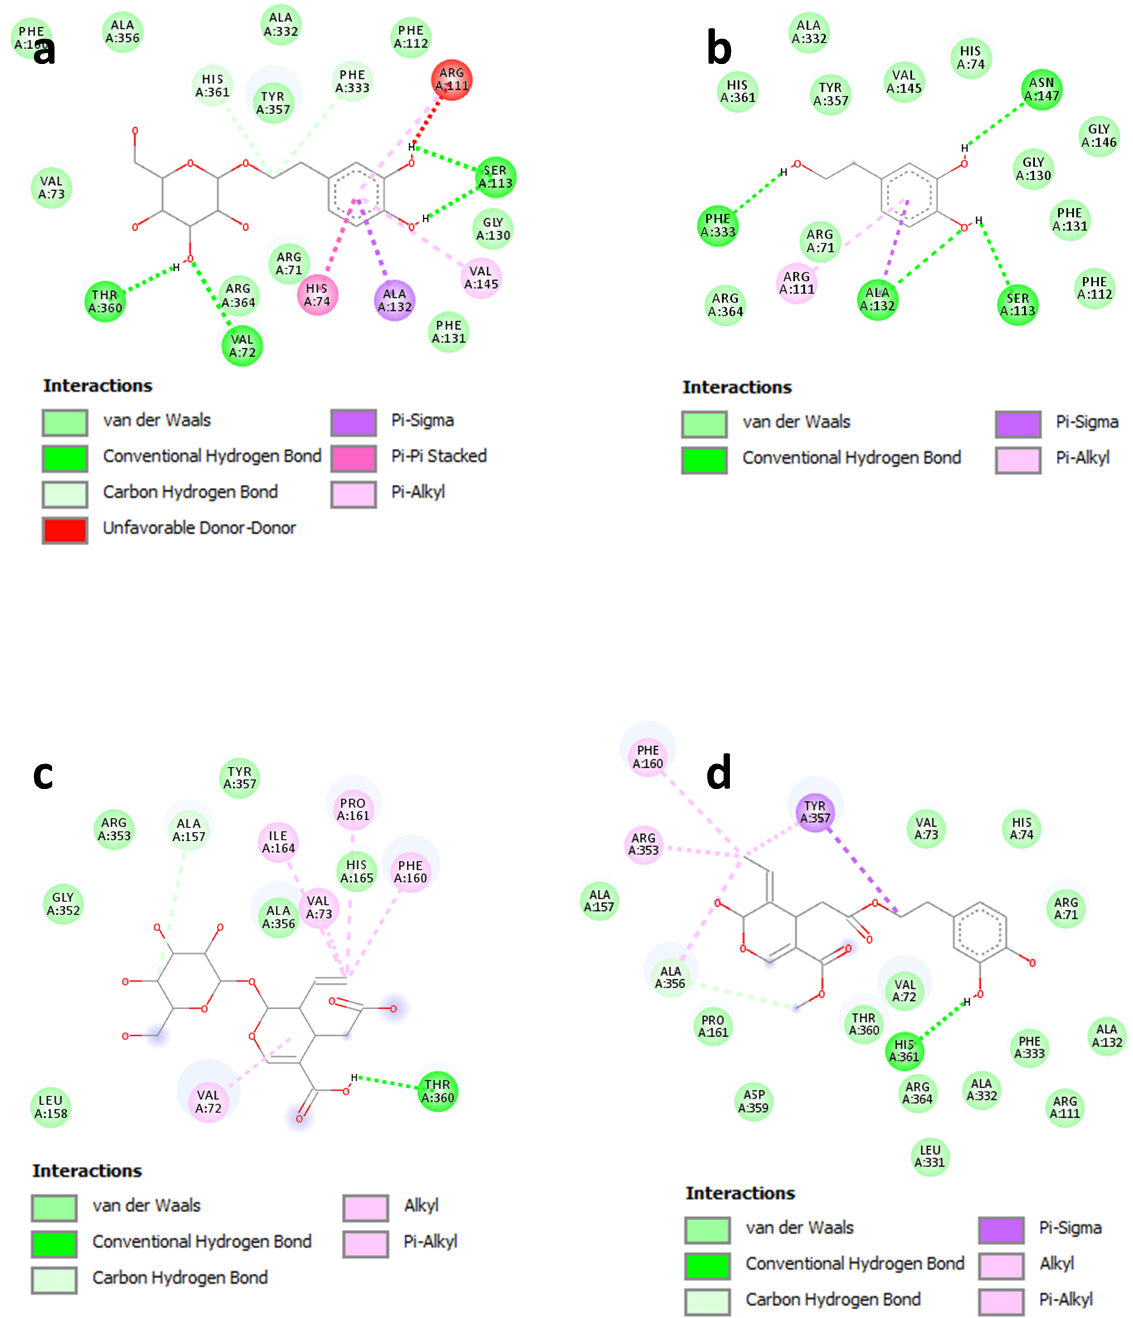 a
PHE
A:160
ALA
A:356
ALA
A:332
PHE
A:112
HIS
A:361
TYR
A:357
PHE
A:333
ARG
A:111
SER
A:113
VAL
A:73
GLY
A:130
ARG
A:71
THR
A:360
ARG
A:364
HIS
A:74
ALA
A:132
VAL
A:145
VAL
A:72
PHE
A:131
O
O
O
O
O
O
O
O
H
H
H
Interactions
van der Waals
Conventional Hydrogen Bond
Carbon Hydrogen Bond
Unfavorable Donor-Donor
Pi-Sigma
Pi-Pi Stacked
Pi-Alkyl
b
ALA
A:332
HIS
A:74
HIS
A:361
TYR
A:357
VAL
A:145
ASN
A:147
GLY
A:146
GLY
A:130
PHE
A:333
ARG
A:71
PHE
A:131
ARG
A:111
ARG
A:364
ALA
A:132
SER
A:113
PHE
A:112
H
O
H
O
O
H
Interactions
van der Waals
Conventional Hydrogen Bond
Pi-Sigma
Pi-Alkyl
c
TYR
A:357
ARG
A:353
ALA
A:157
PRO
A:161
ILE
A:164
HIS
A:165
PHE
A:160
GLY
A:352
ALA
A:356
VAL
A:73
LEU
A:158
VAL
A:72
THR
A:360
O
O
O
O
O
O
O
O
O
O
O
H
Interactions
van der Waals
Conventional Hydrogen Bond
Carbon Hydrogen Bond
Alkyl
Pi-Alkyl
d
PHE
A:160
TYR
A:357
ARG
A:353
VAL
A:73
HIS
A:74
ALA
A:157
ARG
A:71
ALA
A:356
VAL
A:72
PRO
A:161
THR
A:360
HIS
A:361
PHE
A:333
ALA
A:132
ASP
A:359
ARG
A:364
ALA
A:332
ARG
A:111
LEU
A:331
O
O
O
O
O
O
O
O
H
Interactions
van der Waals
Conventional Hydrogen Bond
Carbon Hydrogen Bond
Pi-Sigma
Alkyl
Pi-Alkyl